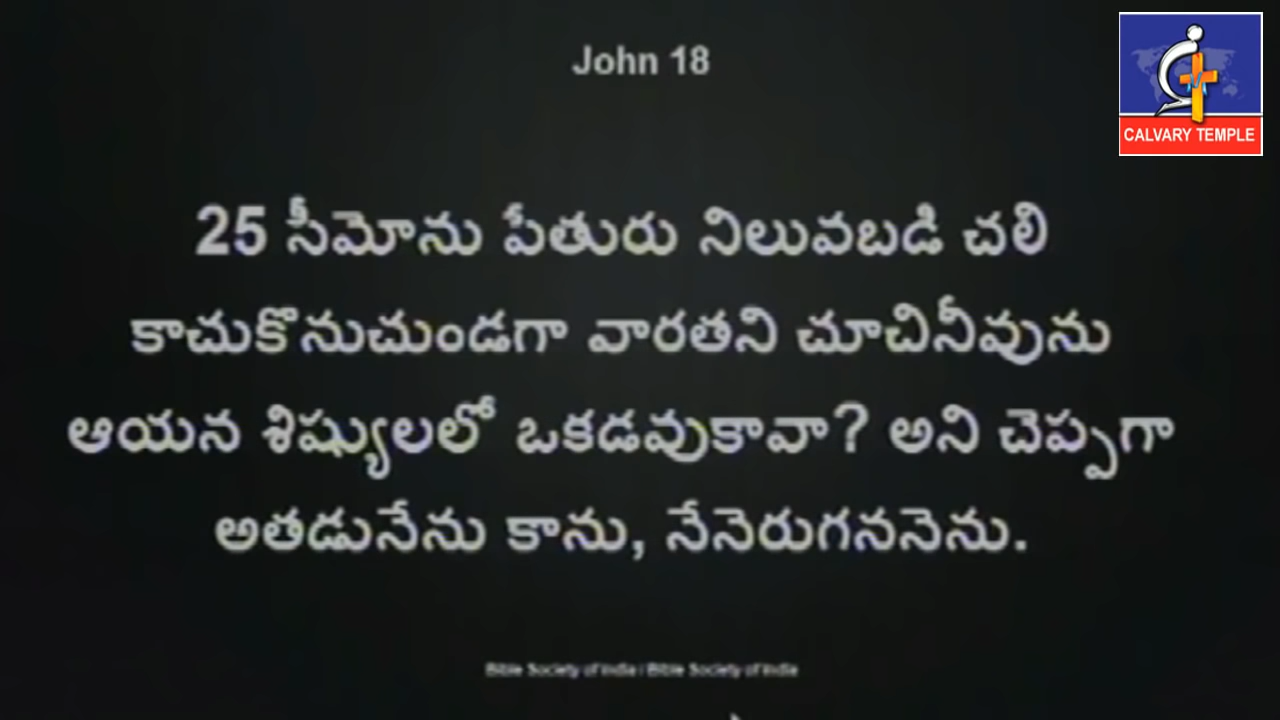 John 18
CALVARY TEMPLE
25 సీమోను పేతురు నిలువబడి చలి
కాచుకొనుచుండగా వారతని చూచినీవును
ఆయన శిష్యులలో ఒకడవుకావా? అని చెప్పగా
అతడునేను కాను, నేనెరుగననెను.
Bible Society of India / Bible Society of India